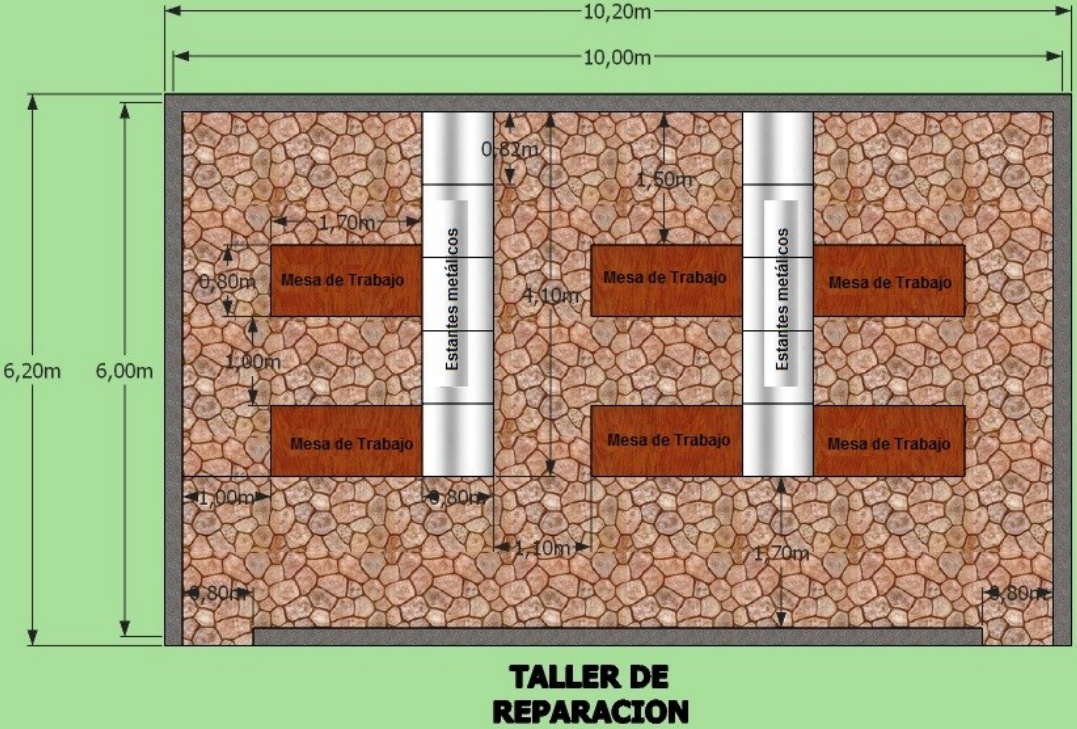 10,20m
10,00m
0,82m
1,50m
1,70m
Estantes metálicos
Estantes metálicos
0,80m
Mesa de Trabajo
Mesa de Trabajo
Mesa de Trabajo
4,10m
6,20m
6,00m
1,00m
Mesa de Trabajo
Mesa de Trabajo
Mesa de Trabajo
1,00m
0,80m
1,10m
1,70m
0,80m
0,80m
TALLER DE
REPARACION